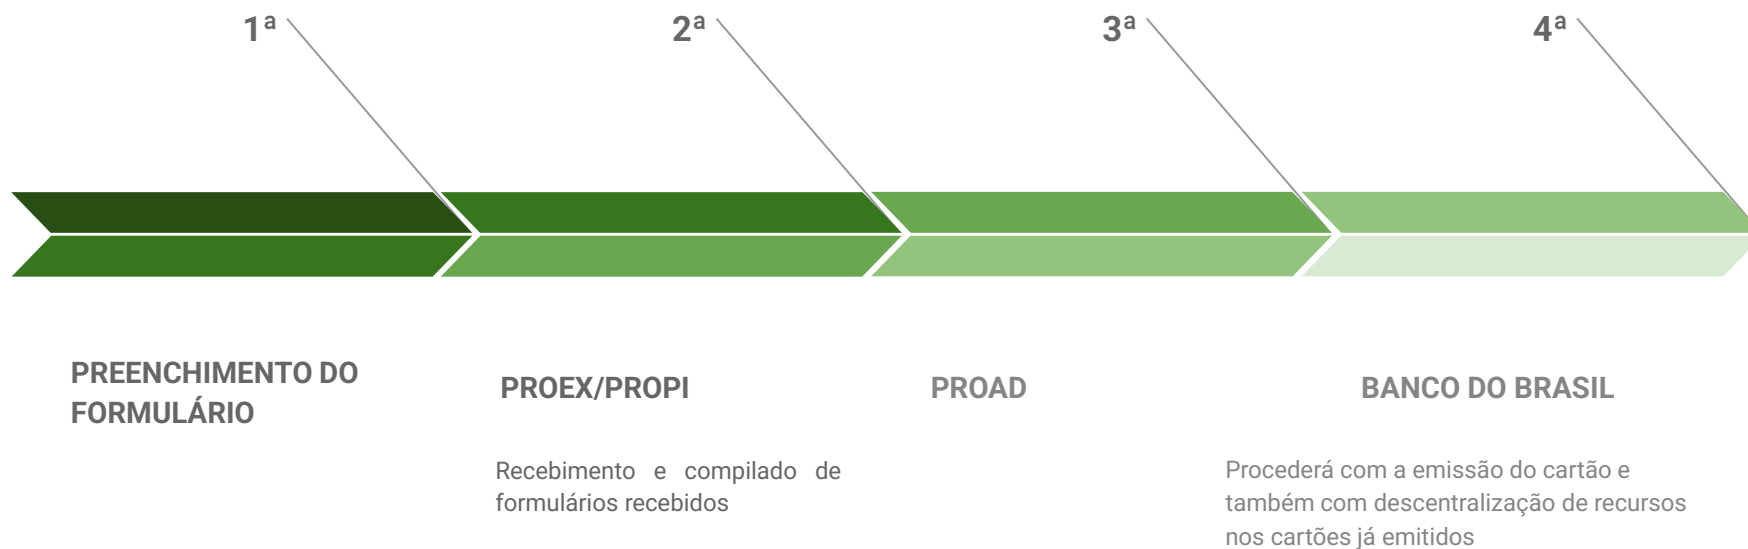 1ª
2ª
3ª
4ª
PREENCHIMENTO DO
FORMULÁRIO
PROEX/PROPI
Recebimento e compilado de
formulários recebidos
PROAD
BANCO DO BRASIL
Procederá com a emissão do cartão e
também com descentralização de recursos
nos cartões já emitidos